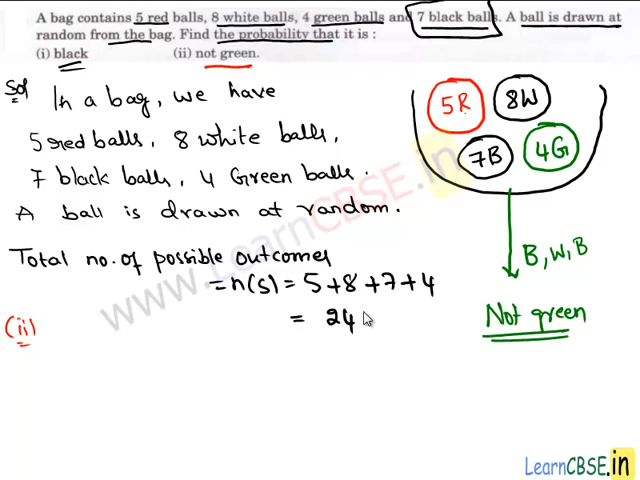 A bag contains 5 red balls, 8 white balls, 4 green balls and 7 black balls. A ball is drawn at
random from the bag. Find the probability that it is :
(i) black (ii) not green.
Sol In a bag, we have
5 red balls, 8 white balls,
7 black balls, 4 Green balls.
A ball is drawn at random.
Total no. of possible outcomes
= n(s) = 5+8+7+4
= 24
(ii)
5R 8W
7B 4G
B, W, B
Not green
www.LearnCBSE.in
LearnCBSE.in